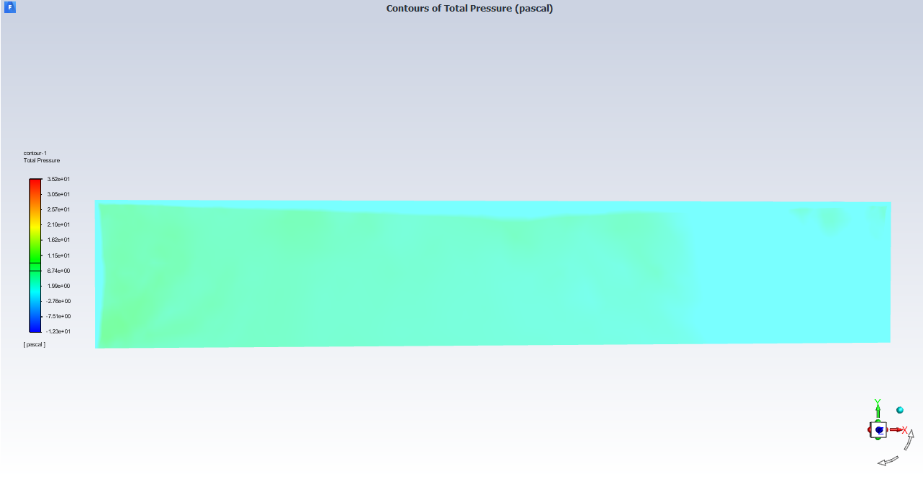 F
Contours of Total Pressure (pascal)
contour-1
Total Pressure
3.52e+01
3.05e+01
2.57e+01
2.10e+01
1.62e+01
1.15e+01
6.74e+00
1.99e+00
-2.76e+00
-7.51e+00
-1.23e+01
[ pascal ]
Y
X